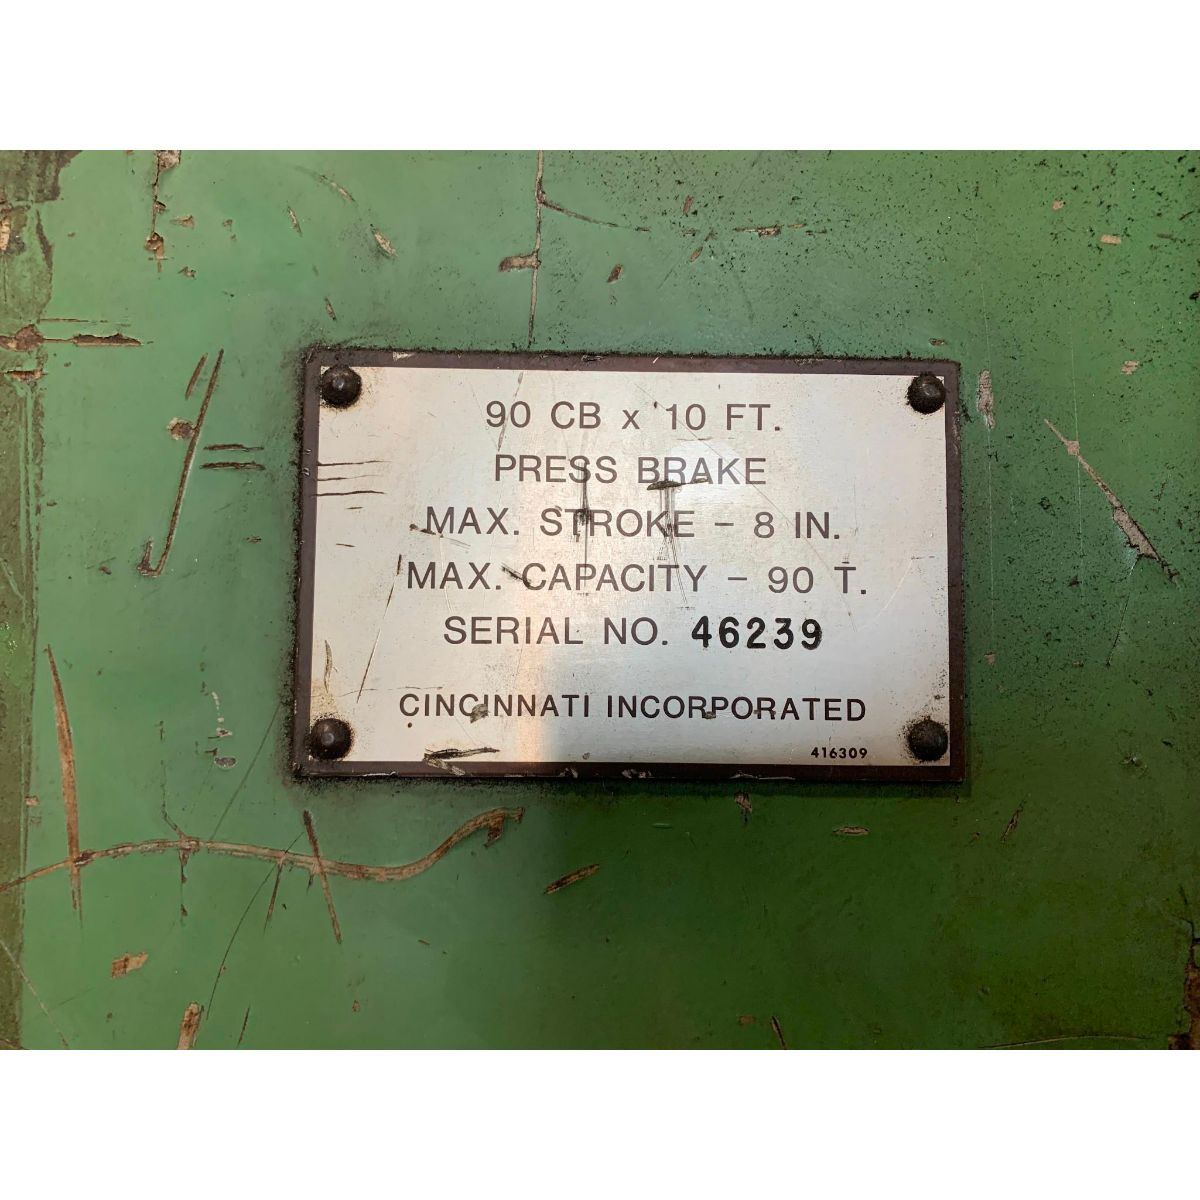 90 CB x 10 FT.
PRESS BRAKE
MAX. STROKE - 8 IN.
MAX. CAPACITY - 90 T.
SERIAL NO. 46239
CINCINNATI INCORPORATED
416309